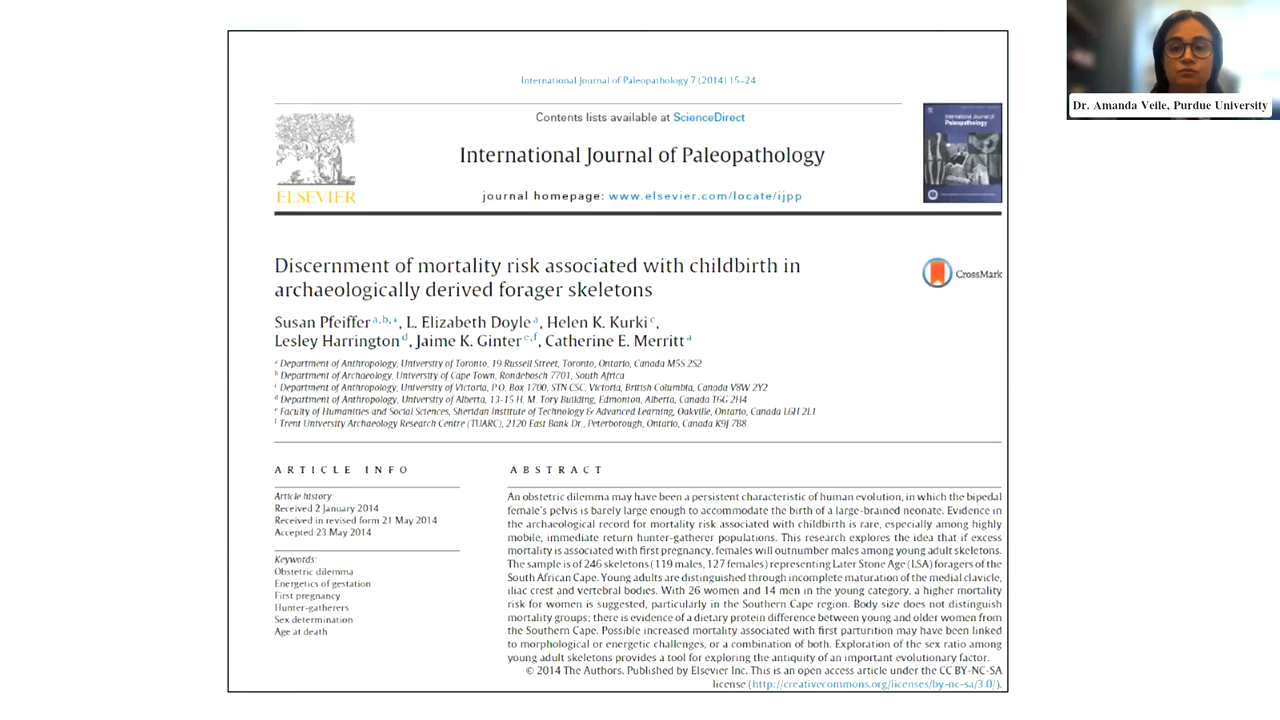 International Journal of Paleopathology 7 (2014) 15–24
Contents lists available at ScienceDirect
International Journal of Paleopathology
journal homepage: www.elsevier.com/locate/ijpp
ELSEVIER
International Journal of
Paleopathology
Discernment of mortality risk associated with childbirth in
archaeologically derived forager skeletons
CrossMark
Susan Pfeiffer a,b,*, L. Elizabeth Doyle a, Helen K. Kurki c,
Lesley Harrington d, Jaime K. Ginter e,f, Catherine E. Merritt a
a Department of Anthropology, University of Toronto, 19 Russell Street, Toronto, Ontario, Canada M5S 2S2
b Department of Archaeology, University of Cape Town, Rondebosch 7701, South Africa
c Department of Anthropology, University of Victoria, P.O. Box 1700, STN CSC, Victoria, British Columbia, Canada V8W 2Y2
d Department of Anthropology, University of Alberta, 13-15 H. M. Tory Building, Edmonton, Alberta, Canada T6G 2H4
e Faculty of Humanities and Social Sciences, Sheridan Institute of Technology & Advanced Learning, Oakville, Ontario, Canada L6H 2L1
f Trent University Archaeology Research Centre (TUARC), 2120 East Bank Dr., Peterborough, Ontario, Canada K9J 7B8
ARTICLE INFO
Article history:
Received 2 January 2014
Received in revised form 21 May 2014
Accepted 23 May 2014
Keywords:
Obstetric dilemma
Energetics of gestation
First pregnancy
Hunter-gatherers
Sex determination
Age at death
ABSTRACT
An obstetric dilemma may have been a persistent characteristic of human evolution, in which the bipedal
female's pelvis is barely large enough to accommodate the birth of a large-brained neonate. Evidence in
the archaeological record for mortality risk associated with childbirth is rare, especially among highly
mobile, immediate return hunter-gatherer populations. This research explores the idea that if excess
mortality is associated with first pregnancy, females will outnumber males among young adult skeletons.
The sample is of 246 skeletons (119 males, 127 females) representing Later Stone Age (LSA) foragers of the
South African Cape. Young adults are distinguished through incomplete maturation of the medial clavicle,
iliac crest and vertebral bodies. With 26 women and 14 men in the young category, a higher mortality
risk for women is suggested, particularly in the Southern Cape region. Body size does not distinguish
mortality groups; there is evidence of a dietary protein difference between young and older women from
the Southern Cape. Possible increased mortality associated with first parturition may have been linked
to morphological or energetic challenges, or a combination of both. Exploration of the sex ratio among
young adult skeletons provides a tool for exploring the antiquity of an important evolutionary factor.
© 2014 The Authors. Published by Elsevier Inc. This is an open access article under the CC BY-NC-SA
license (http://creativecommons.org/licenses/by-nc-sa/3.0/).
Dr. Amanda Veile, Purdue University